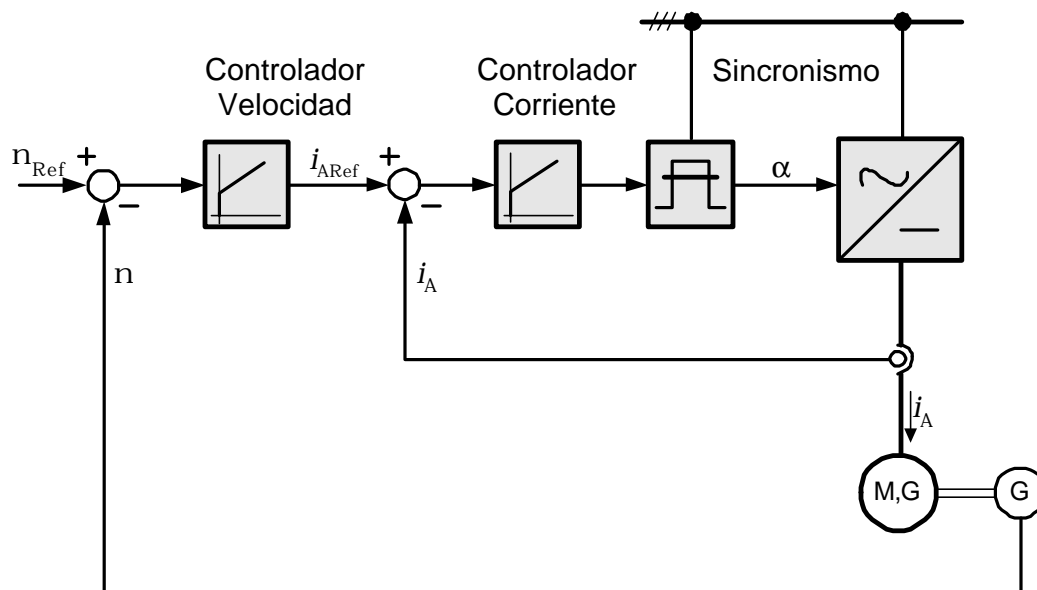 Controlador
Velocidad
Controlador
Corriente
Sincronismo
n_Ref
+
−
i_ARef
+
−
α
n
i_A
i_A
M,G
G